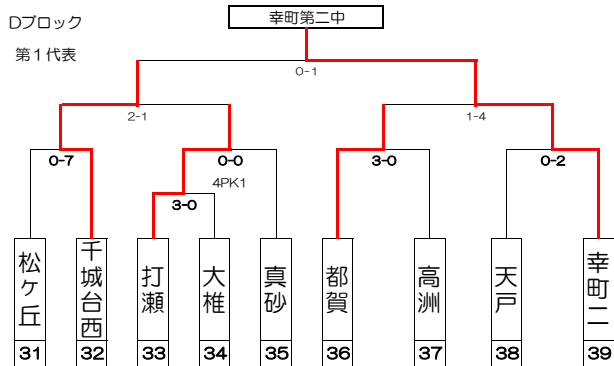 Dブロック
幸町第二中
第1代表
0-1
2-1
1-4
0-7
0-0
3-0
0-2
4PK1
3-0
松ヶ丘
千城台西
打瀬
大椎
真砂
都賀
高洲
天戸
幸町二
31
32
33
34
35
36
37
38
39